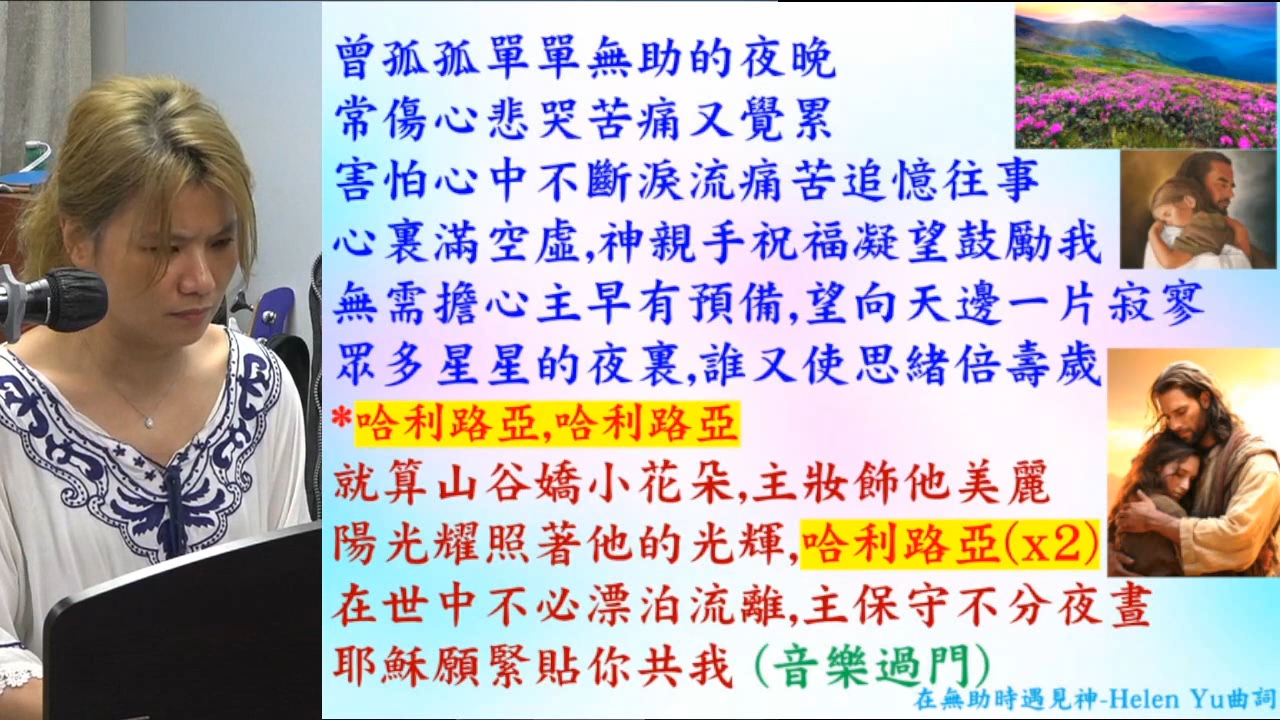 曾孤孤單單無助的夜晚
常傷心悲哭苦痛又覺累
害怕心中不斷淚流痛苦追憶往事
心裏滿空虛,神親手祝福凝望鼓勵我
無需擔心主早有預備,望向天邊一片寂寥
眾多星星的夜裏,誰又使思緒倍壽歲
*哈利路亞,哈利路亞
就算山谷嬌小花朵,主妝飾他美麗
陽光耀照著他的光輝,哈利路亞(x2)
在世中不必漂泊流離,主保守不分夜晝
耶穌願緊貼你共我 (音樂過門)
在無助時遇見神-Helen Yu曲詞